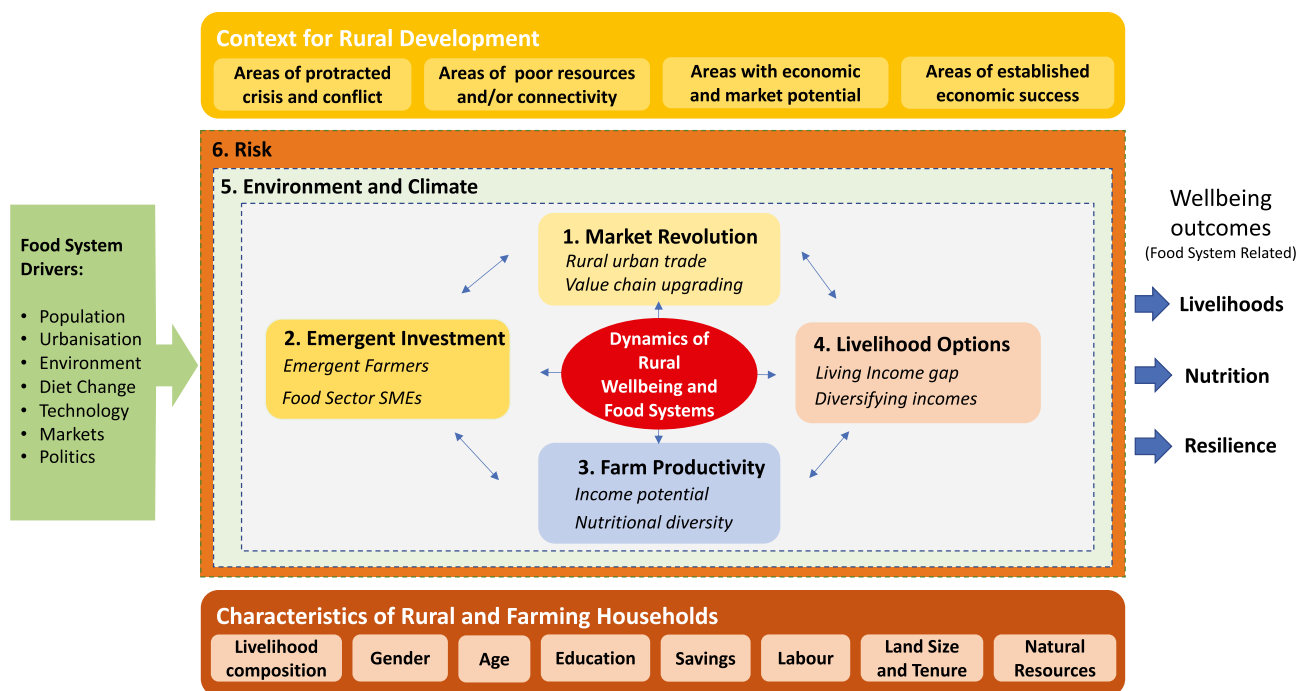 Context for Rural Development
Areas of protracted
crisis and conflict
Areas of poor resources
and/or connectivity
Areas with economic
and market potential
Areas of established
economic success
6. Risk
5. Environment and Climate
Food System
Drivers:
• Population
• Urbanisation
• Environment
• Diet Change
• Technology
• Markets
• Politics
1. Market Revolution
Rural urban trade
Value chain upgrading
2. Emergent Investment
Emergent Farmers
Food Sector SMEs
Dynamics of
Rural
Wellbeing and
Food Systems
4. Livelihood Options
Living Income gap
Diversifying incomes
3. Farm Productivity
Income potential
Nutritional diversity
Wellbeing
outcomes
(Food System Related)
Livelihoods
Nutrition
Resilience
Characteristics of Rural and Farming Households
Livelihood
composition
Gender
Age
Education
Savings
Labour
Land Size
and Tenure
Natural
Resources